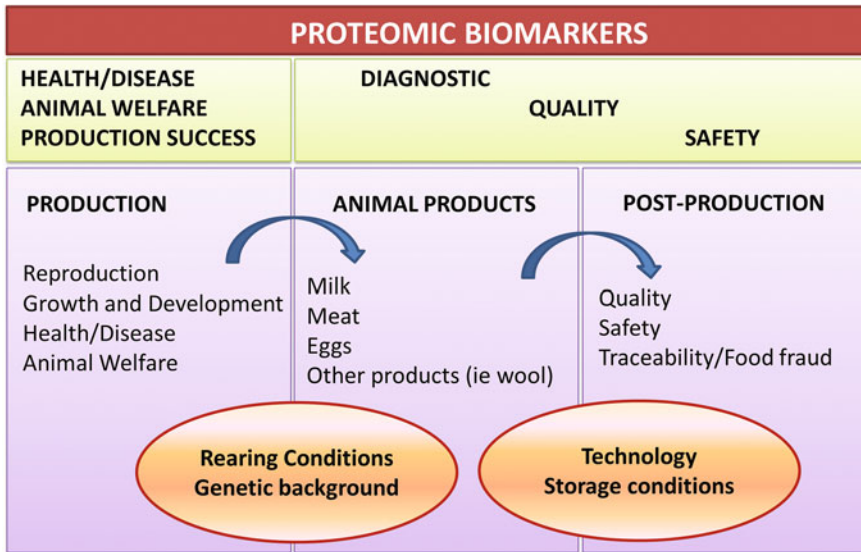 PROTEOMIC BIOMARKERS
HEALTH/DISEASE
ANIMAL WELFARE
PRODUCTION SUCCESS
DIAGNOSTIC
QUALITY
SAFETY
PRODUCTION
Reproduction
Growth and Development
Health/Disease
Animal Welfare
ANIMAL PRODUCTS
Milk
Meat
Eggs
Other products (ie wool)
POST-PRODUCTION
Quality
Safety
Traceability/Food fraud
Rearing Conditions
Genetic background
Technology
Storage conditions